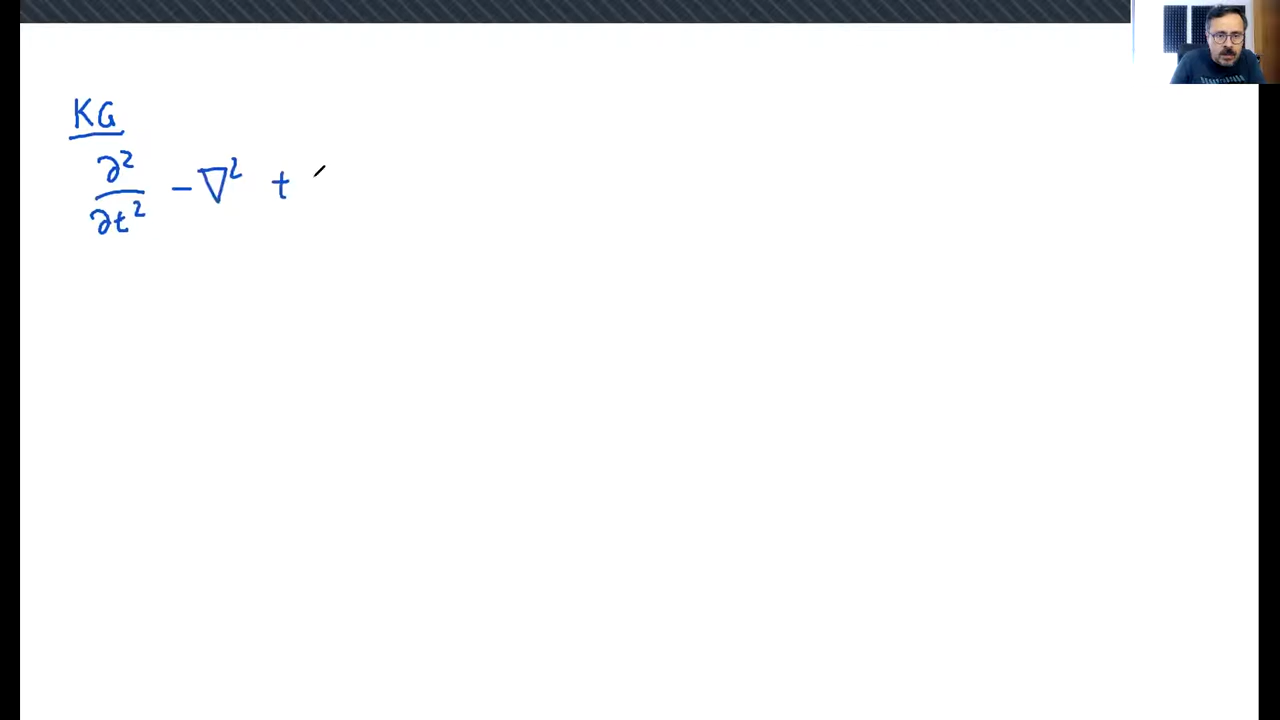 KG
∂²/∂t² - ∇² +